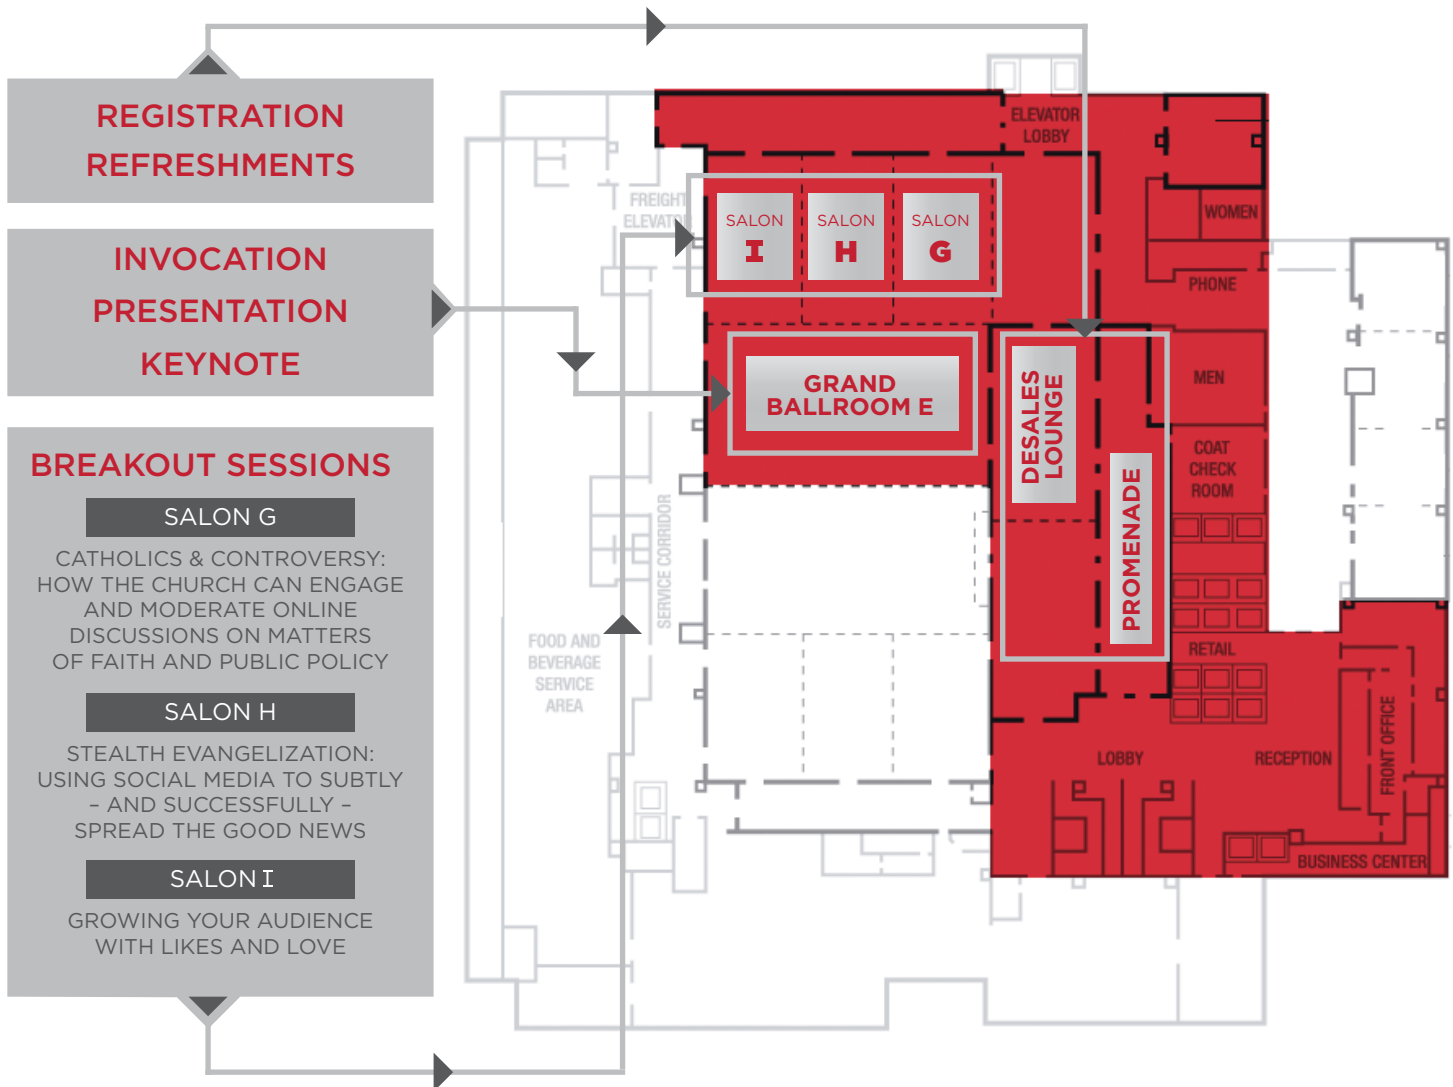 REGISTRATION
REFRESHMENTS
INVOCATION
PRESENTATION
KEYNOTE
BREAKOUT SESSIONS
SALON G
CATHOLICS & CONTROVERSY:
HOW THE CHURCH CAN ENGAGE
AND MODERATE ONLINE
DISCUSSIONS ON MATTERS
OF FAITH AND PUBLIC POLICY
SALON H
STEALTH EVANGELIZATION:
USING SOCIAL MEDIA TO SUBTLY
– AND SUCCESSFULLY –
SPREAD THE GOOD NEWS
SALON I
GROWING YOUR AUDIENCE
WITH LIKES AND LOVE
ELEVATOR
LOBBY
FREIGHT
ELEVATOR
SALON
I
SALON
H
SALON
G
WOMEN
PHONE
MEN
GRAND
BALLROOM E
DESALES
LOUNGE
PROMENADE
COAT
CHECK
ROOM
SERVICE CORRIDOR
FOOD AND
BEVERAGE
SERVICE
AREA
RETAIL
LOBBY
RECEPTION
FRONT OFFICE
BUSINESS CENTER